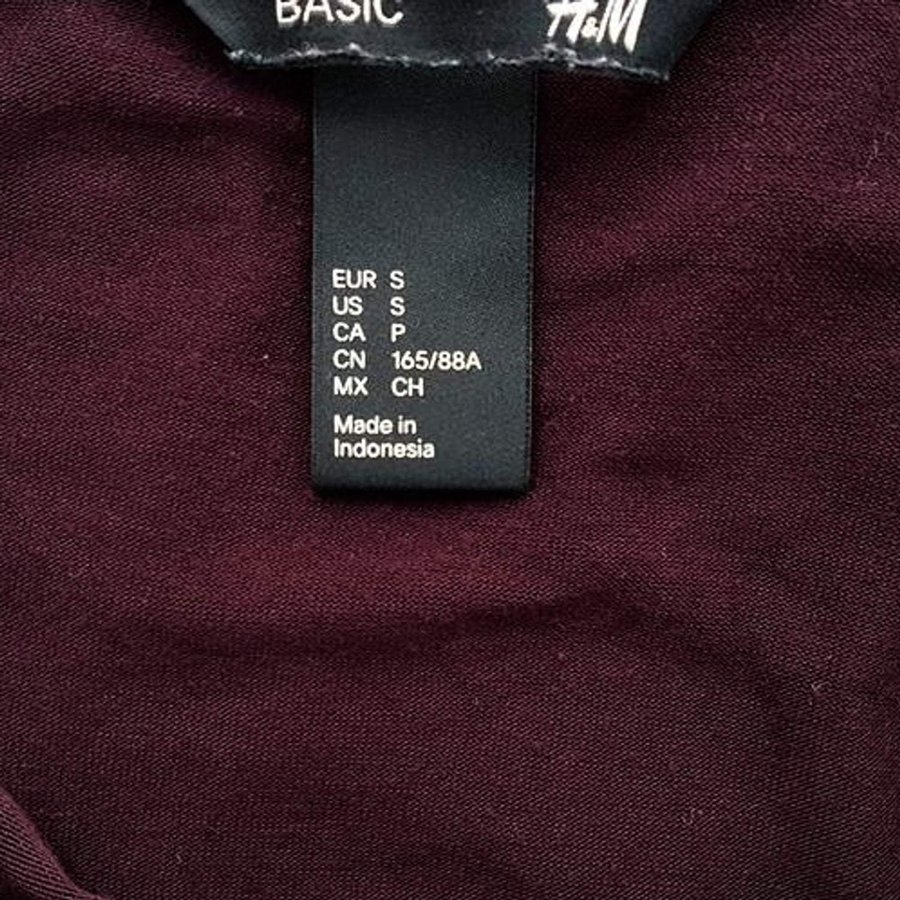 BASIC H&M
EUR S
US S
CA P
CN 165/88A
MX CH
Made in
Indonesia